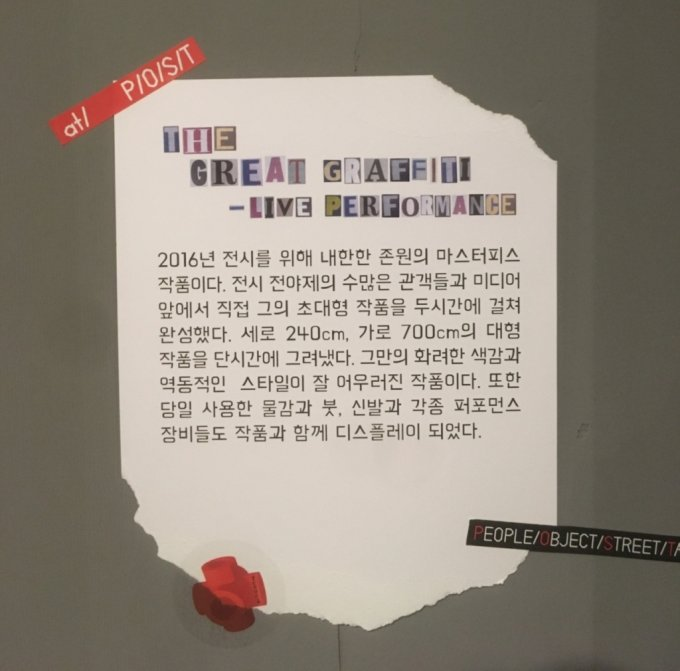 at/ P/O/S/T
THE
GREAT GRAFFITI
-LIVE PERFORMANCE
2016년 전시를 위해 내한한 존원의 마스터피스
작품이다. 전시 전야제의 수많은 관객들과 미디어
앞에서 직접 그의 초대형 작품을 두시간에 걸쳐
완성했다. 세로 240cm, 가로 700cm의 대형
작품을 단시간에 그려냈다. 그만의 화려한 색감과
역동적인 스타일이 잘 어우러진 작품이다. 또한
당일 사용한 물감과 붓, 신발과 각종 퍼포먼스
장비들도 작품과 함께 디스플레이 되었다.
PEOPLE/OBJECT/STREET/TA